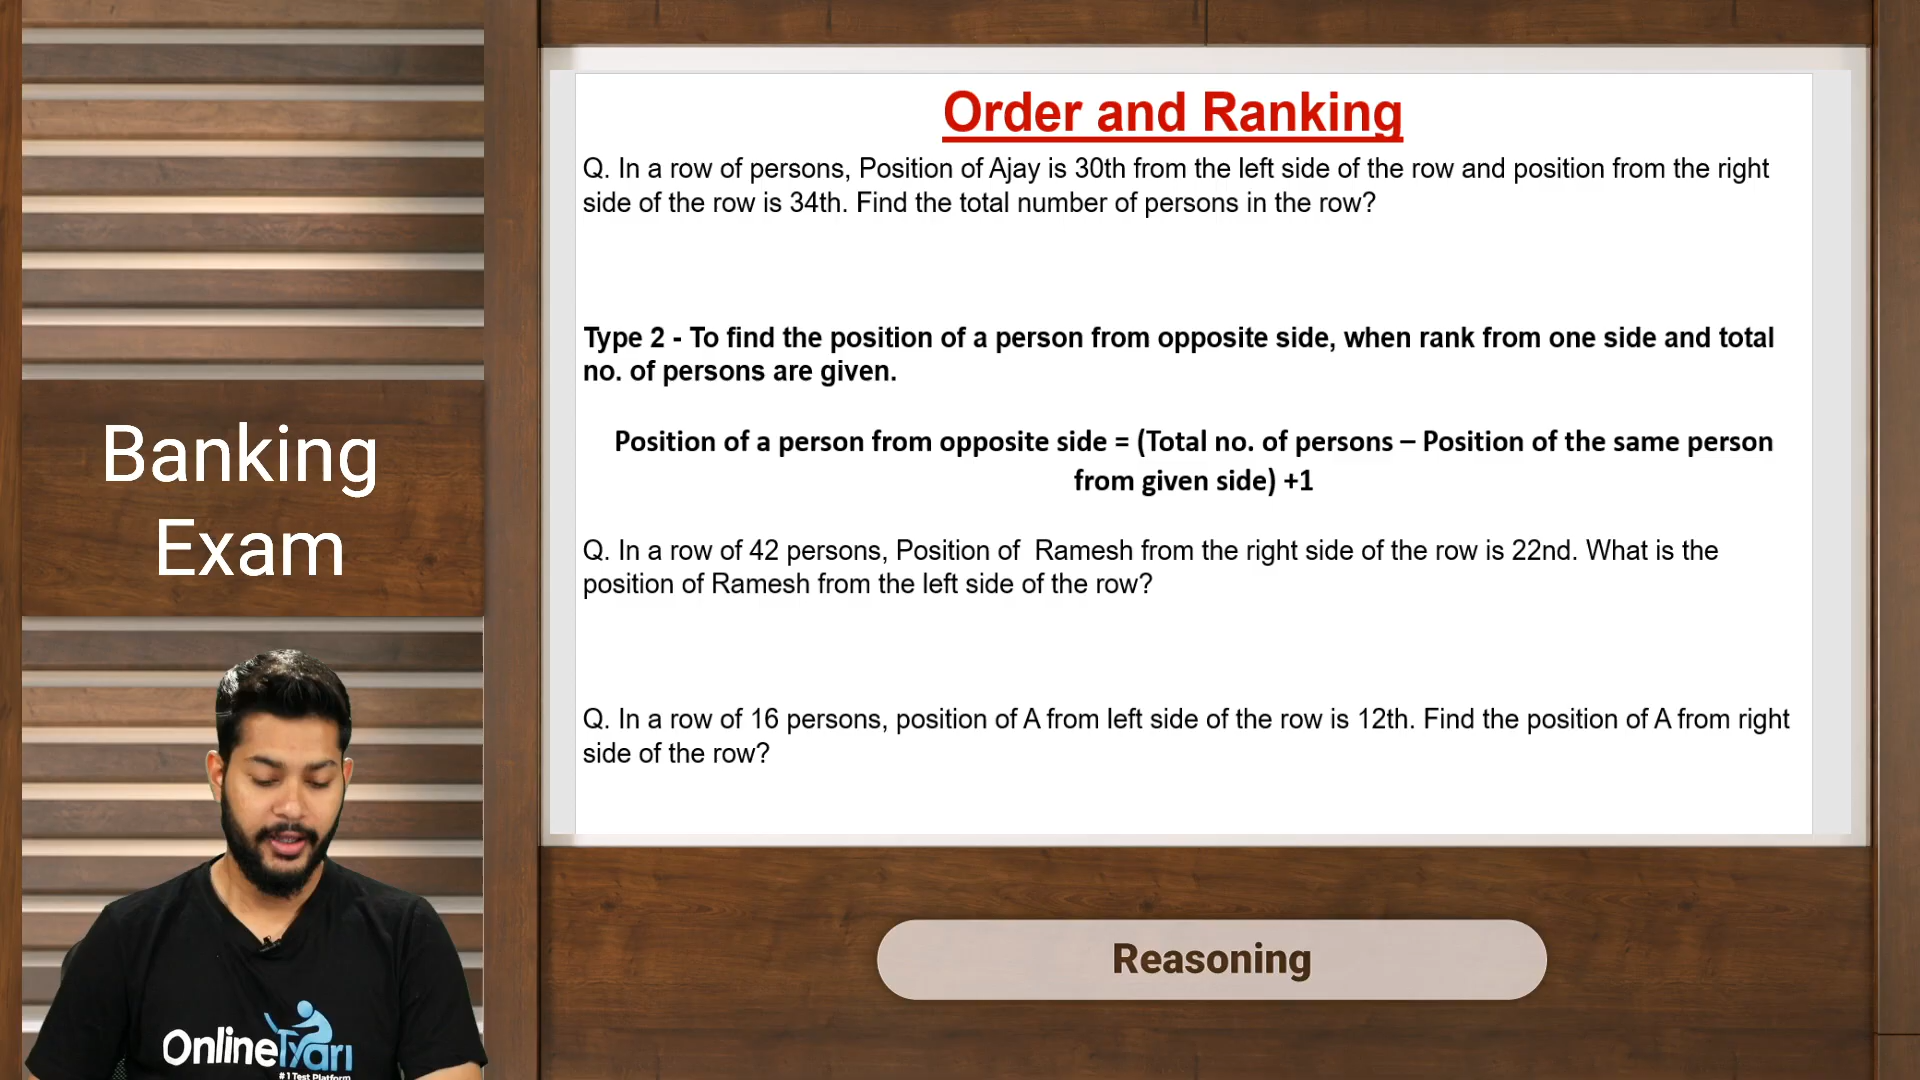 Order and Ranking
Q. In a row of persons, Position of Ajay is 30th from the left side of the row and position from the right
side of the row is 34th. Find the total number of persons in the row?
Type 2 - To find the position of a person from opposite side, when rank from one side and total
no. of persons are given.
Position of a person from opposite side = (Total no. of persons – Position of the same person
from given side) +1
Q. In a row of 42 persons, Position of  Ramesh from the right side of the row is 22nd. What is the
position of Ramesh from the left side of the row?
Q. In a row of 16 persons, position of A from left side of the row is 12th. Find the position of A from right
side of the row?
Banking
Exam
Reasoning
OnlineTyari
#1 Test Platform